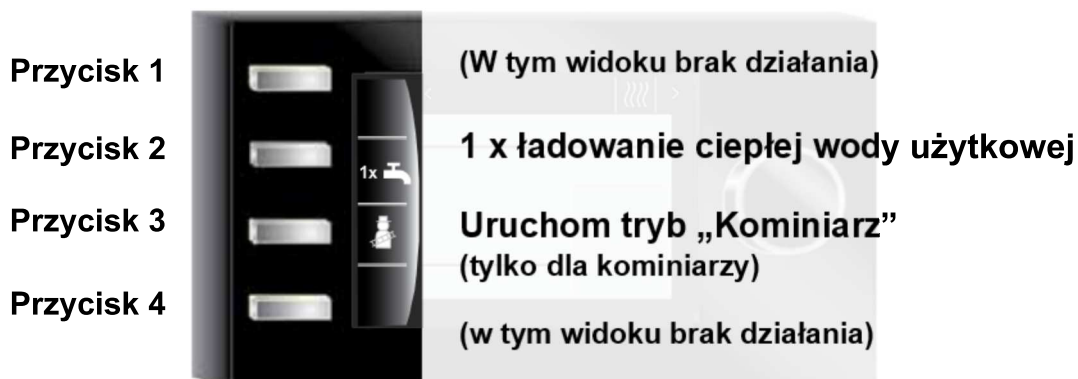 Przycisk 1
(W tym widoku brak działania)
Przycisk 2
1 x ładowanie ciepłej wody użytkowej
1x
Przycisk 3
Uruchom tryb „Kominiarz”
(tylko dla kominiarzy)
Przycisk 4
(w tym widoku brak działania)